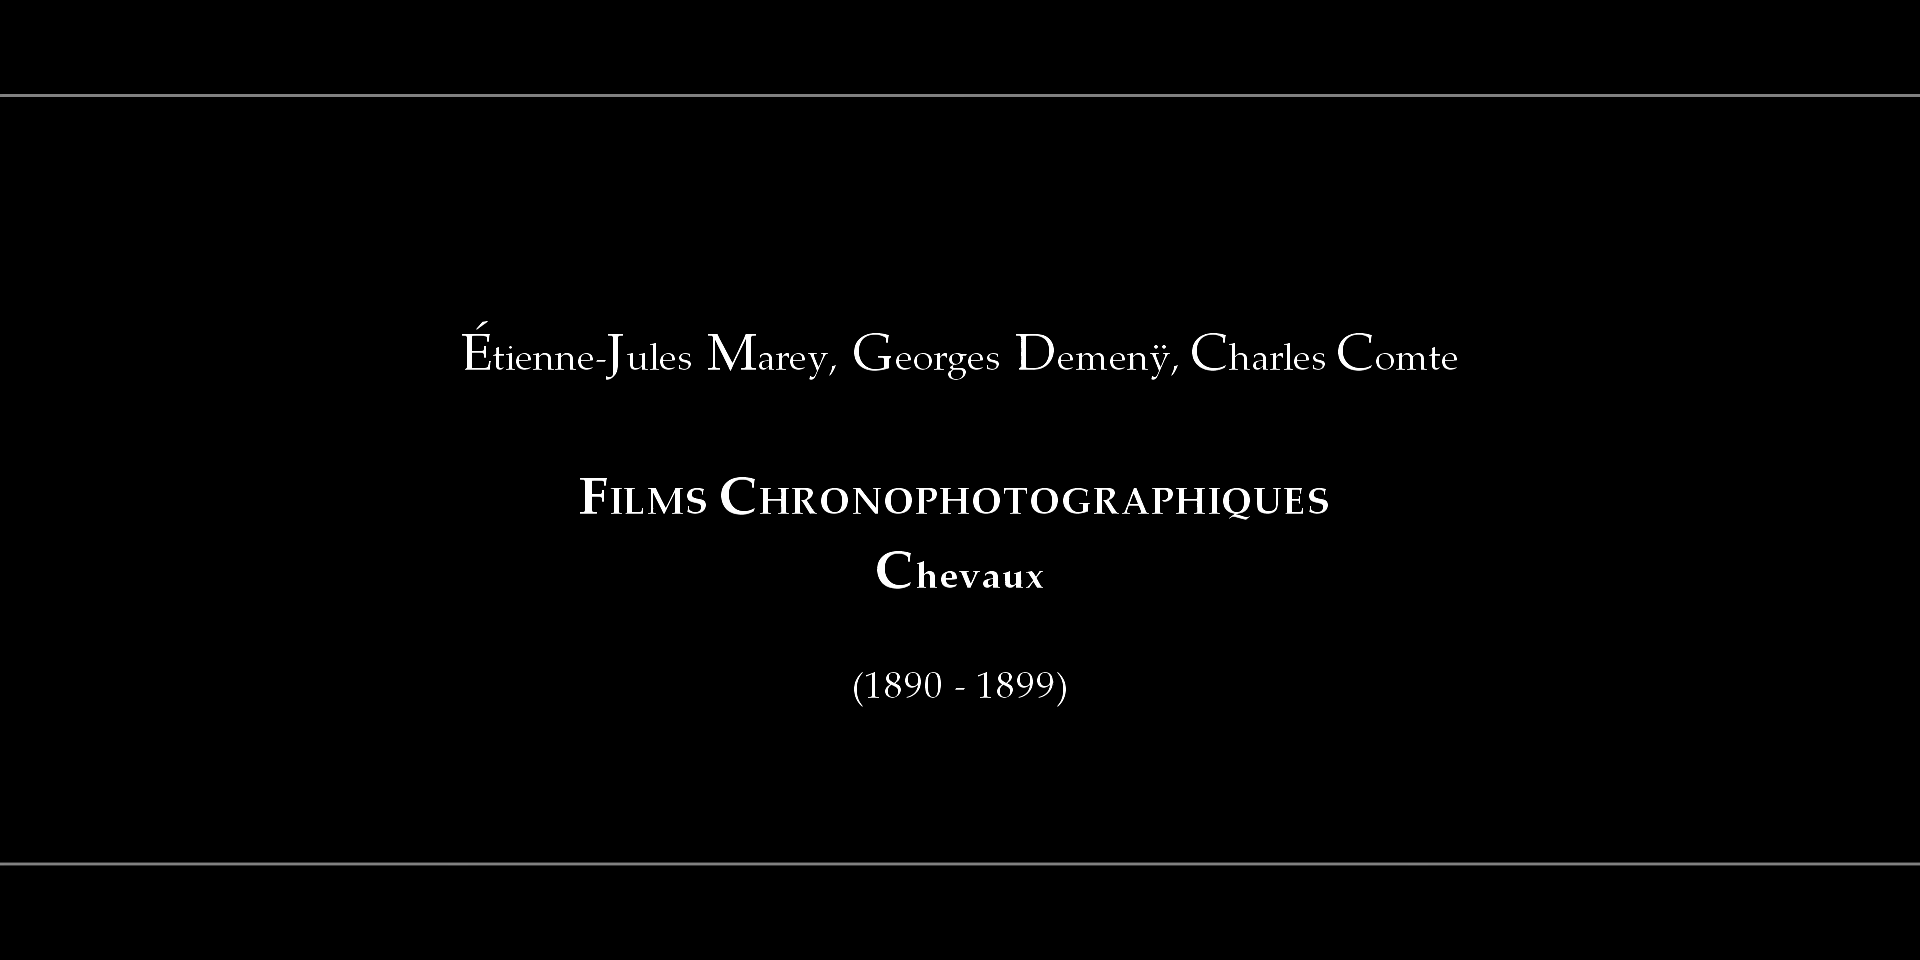 Étienne-Jules Marey, Georges Demenÿ, Charles Comte
Films Chronophotographiques
Chevaux
(1890 - 1899)